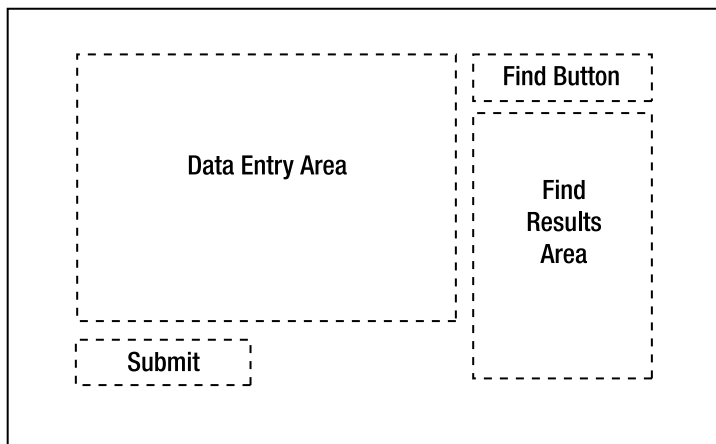 Data Entry Area
Find Button
Find
Results
Area
Submit